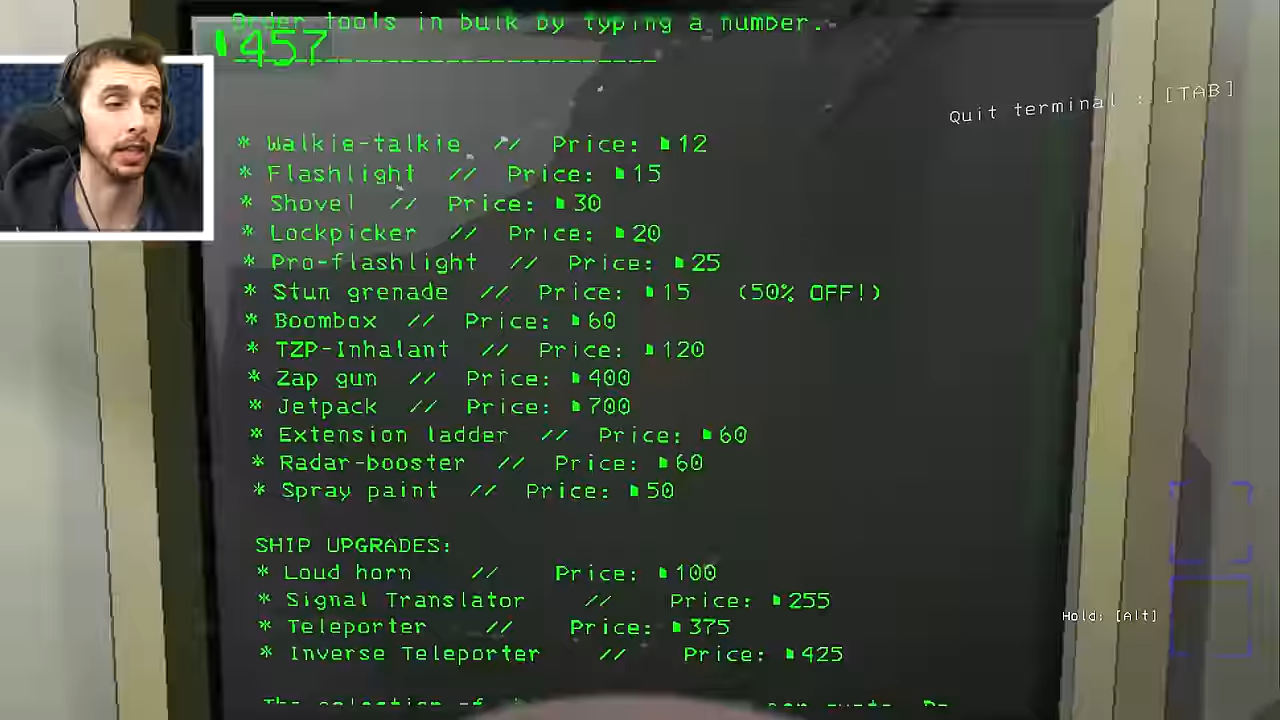 Order tools in bulk by typing a number.
457
Quit terminal : [TAB]
* Walkie-talkie // Price: 12
* Flashlight // Price: 15
* Shovel // Price: 30
* Lockpicker // Price: 20
* Pro-flashlight // Price: 25
* Stun grenade // Price: 15 (50% OFF!)
* Boombox // Price: 60
* TZP-Inhalant // Price: 120
* Zap gun // Price: 400
* Jetpack // Price: 700
* Extension ladder // Price: 60
* Radar-booster // Price: 60
* Spray paint // Price: 50
SHIP UPGRADES:
* Loud horn // Price: 100
* Signal Translator // Price: 255
Hold: [Alt]
* Teleporter // Price: 375
* Inverse Teleporter // Price: 425
The selection of